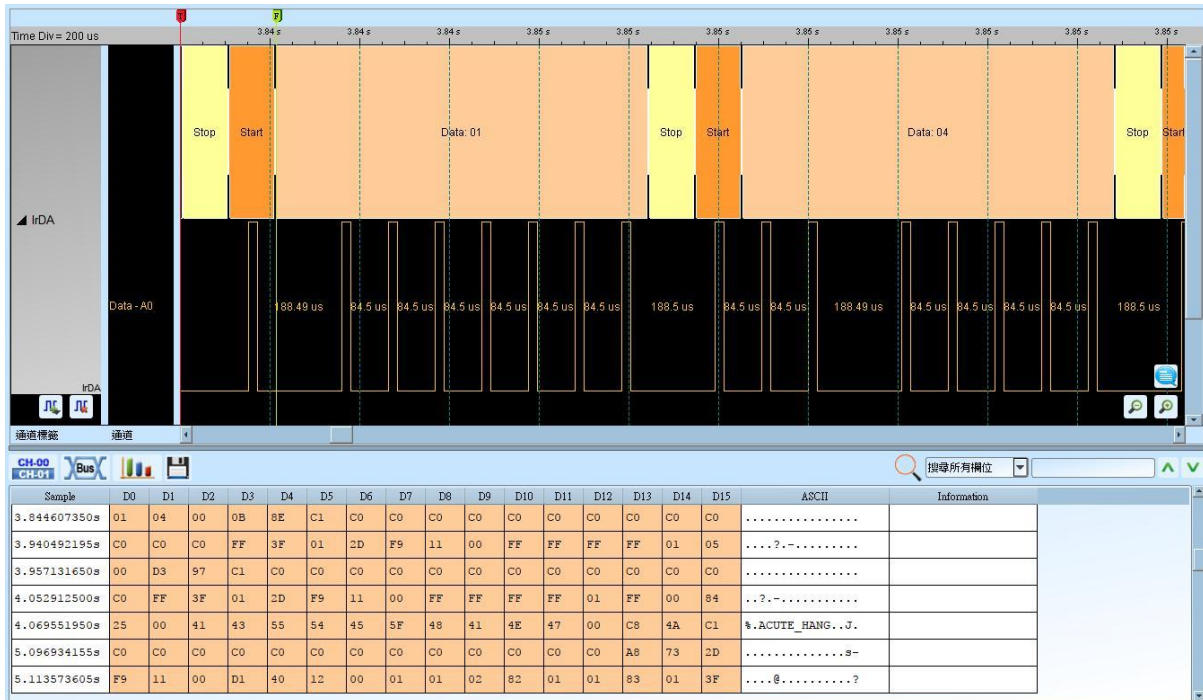 T F
Time Div = 200 us 3.84 s 3.84 s 3.84 s 3.85 s 3.85 s 3.85 s 3.85 s 3.85 s 3.85 s 3.85 s
Stop Start Data: 01 Stop Start Data: 04 Stop Start
IrDA
Data - A0 188.49 us 84.5 us 84.5 us 84.5 us 84.5 us 84.5 us 84.5 us 188.5 us 84.5 us 84.5 us 188.49 us 84.5 us 84.5 us 84.5 us 84.5 us 188.5 us
IrDA
通道標籤 通道
CH-00 CH-01 Bus 搜尋所有欄位
Sample D0 D1 D2 D3 D4 D5 D6 D7 D8 D9 D10 D11 D12 D13 D14 D15 ASCII Information
3.844607350s 01 04 00 0B 8E C1 C0 C0 C0 C0 C0 C0 C0 C0 C0 C0 ................
3.940492195s C0 C0 C0 FF 3F 01 2D F9 11 00 FF FF FF FF 01 05 ....?.-.........
3.957131650s 00 D3 97 C1 C0 C0 C0 C0 C0 C0 C0 C0 C0 C0 C0 C0 ................
4.052912500s C0 FF 3F 01 2D F9 11 00 FF FF FF FF 01 FF 00 84 ..?.-...........
4.069551950s 25 00 41 43 55 54 45 5F 48 41 4E 47 00 C8 4A C1 %.ACUTE_HANG..J.
5.096934155s C0 C0 C0 C0 C0 C0 C0 C0 C0 C0 C0 C0 C0 A8 73 2D ..............s-
5.113573605s F9 11 00 D1 40 12 00 01 01 02 82 01 01 83 01 3F ....@..........?